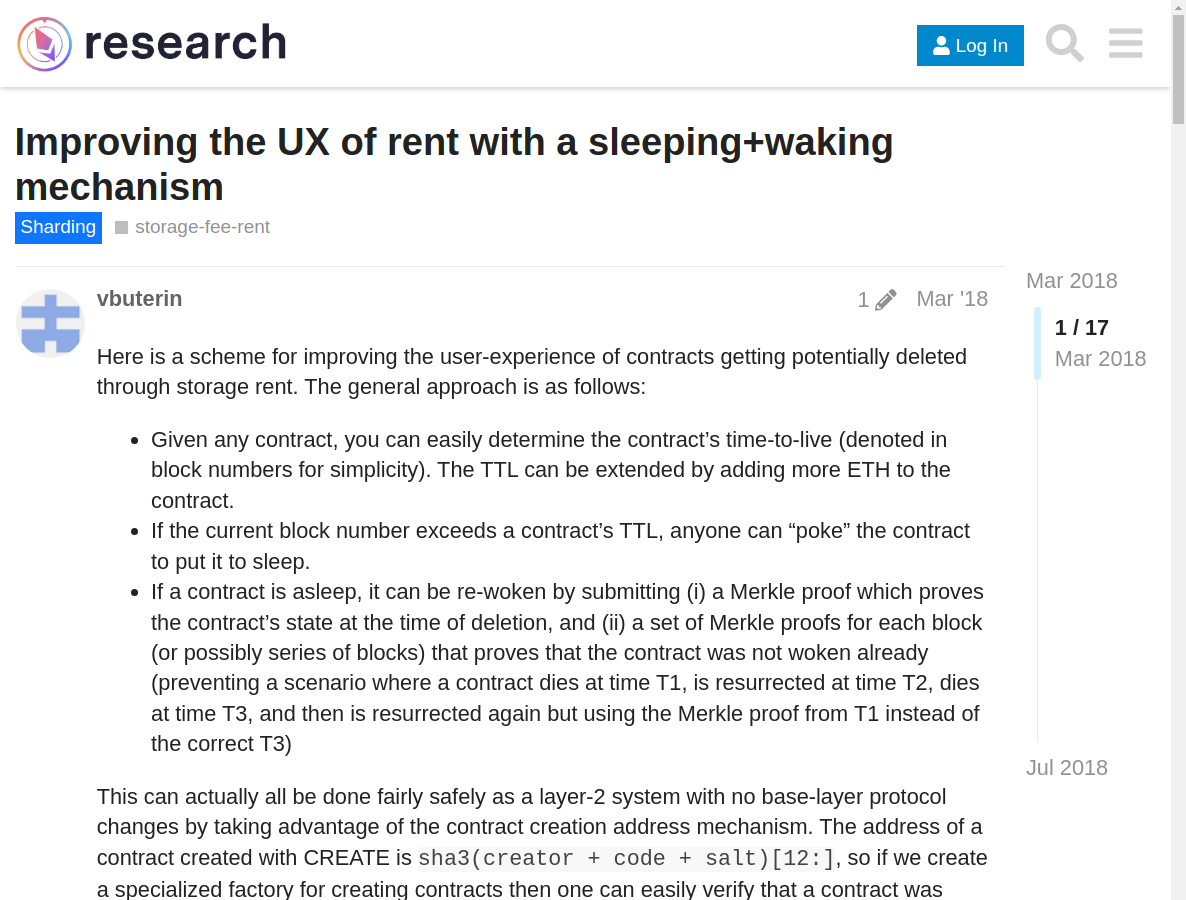 research
Log In
Improving the UX of rent with a sleeping+waking
mechanism
Sharding
storage-fee-rent
vbuterin
1
Mar '18
Here is a scheme for improving the user-experience of contracts getting potentially deleted
through storage rent. The general approach is as follows:
Given any contract, you can easily determine the contract’s time-to-live (denoted in
block numbers for simplicity). The TTL can be extended by adding more ETH to the
contract.
If the current block number exceeds a contract’s TTL, anyone can “poke” the contract
to put it to sleep.
If a contract is asleep, it can be re-woken by submitting (i) a Merkle proof which proves
the contract’s state at the time of deletion, and (ii) a set of Merkle proofs for each block
(or possibly series of blocks) that proves that the contract was not woken already
(preventing a scenario where a contract dies at time T1, is resurrected at time T2, dies
at time T3, and then is resurrected again but using the Merkle proof from T1 instead of
the correct T3)
This can actually all be done fairly safely as a layer-2 system with no base-layer protocol
changes by taking advantage of the contract creation address mechanism. The address of a
contract created with CREATE is sha3(creator + code + salt)[12:], so if we create
a specialized factory for creating contracts then one can easily verify that a contract was
Mar 2018
1 / 17
Mar 2018
Jul 2018